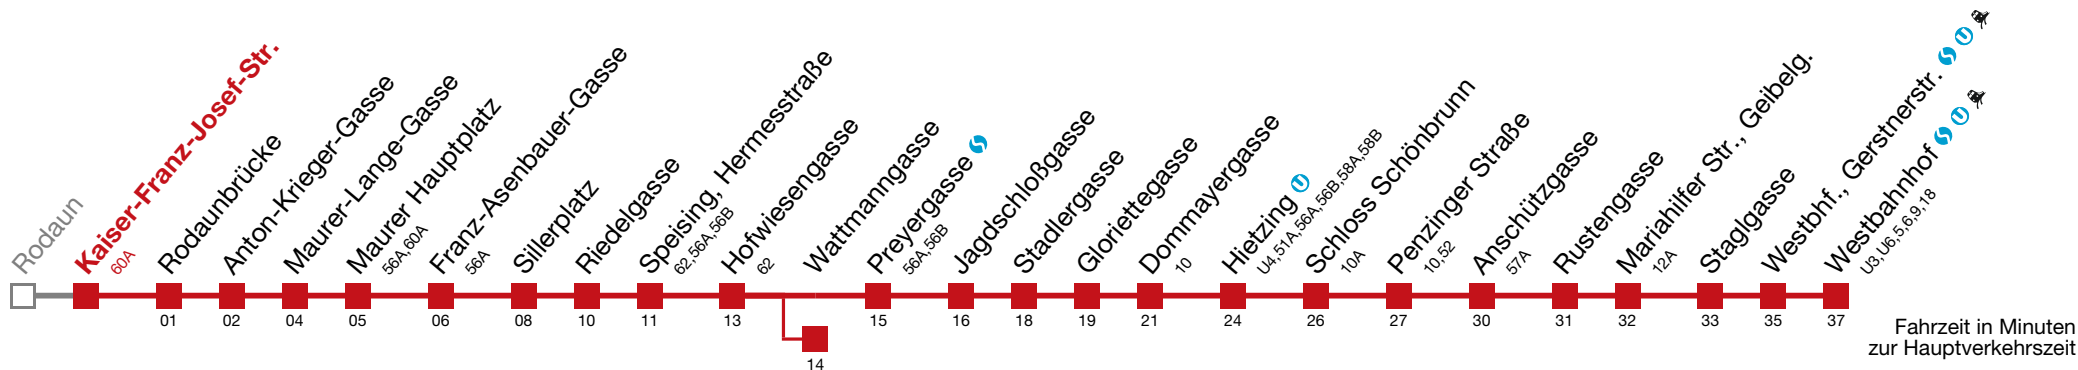 Rodaun
Kaiser-Franz-Josef-Str.
60A
Rodaunbrücke
Anton-Krieger-Gasse
Maurer-Lange-Gasse
Maurer Hauptplatz
56A,60A
Franz-Asenbauer-Gasse
56A
Sillerplatz
Riedelgasse
Speising, Hermesstraße
62,56A,56B
Hofwiesengasse
62
Wattmanngasse
Preyergasse
56A,56B
Jagdschloßgasse
Stadlergasse
Gloriettegasse
Dommayergasse
10
Hietzing U
U4,51A,56A,56B,58A,58B
Schloss Schönbrunn
10A
Penzinger Straße
10,52
Anschützgasse
57A
Rustengasse
Mariahilfer Str., Geibelg.
12A
Staglgasse
Westbhf., Gerstnerstr. U
Westbahnhof U
U3,U6,5,6,9,18
01 02 04 05 06 08 10 11 13 15 16 18 19 21 24 26 27 30 31 32 33 35 37
14
Fahrzeit in Minuten
zur Hauptverkehrszeit